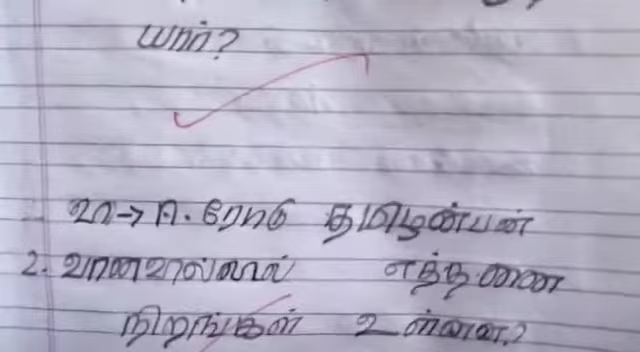 யார்?
அ. ரோடு தமிழன்பன்
2. வானவில்லில் எத்தனை
நிறங்கள் உள்ளன?